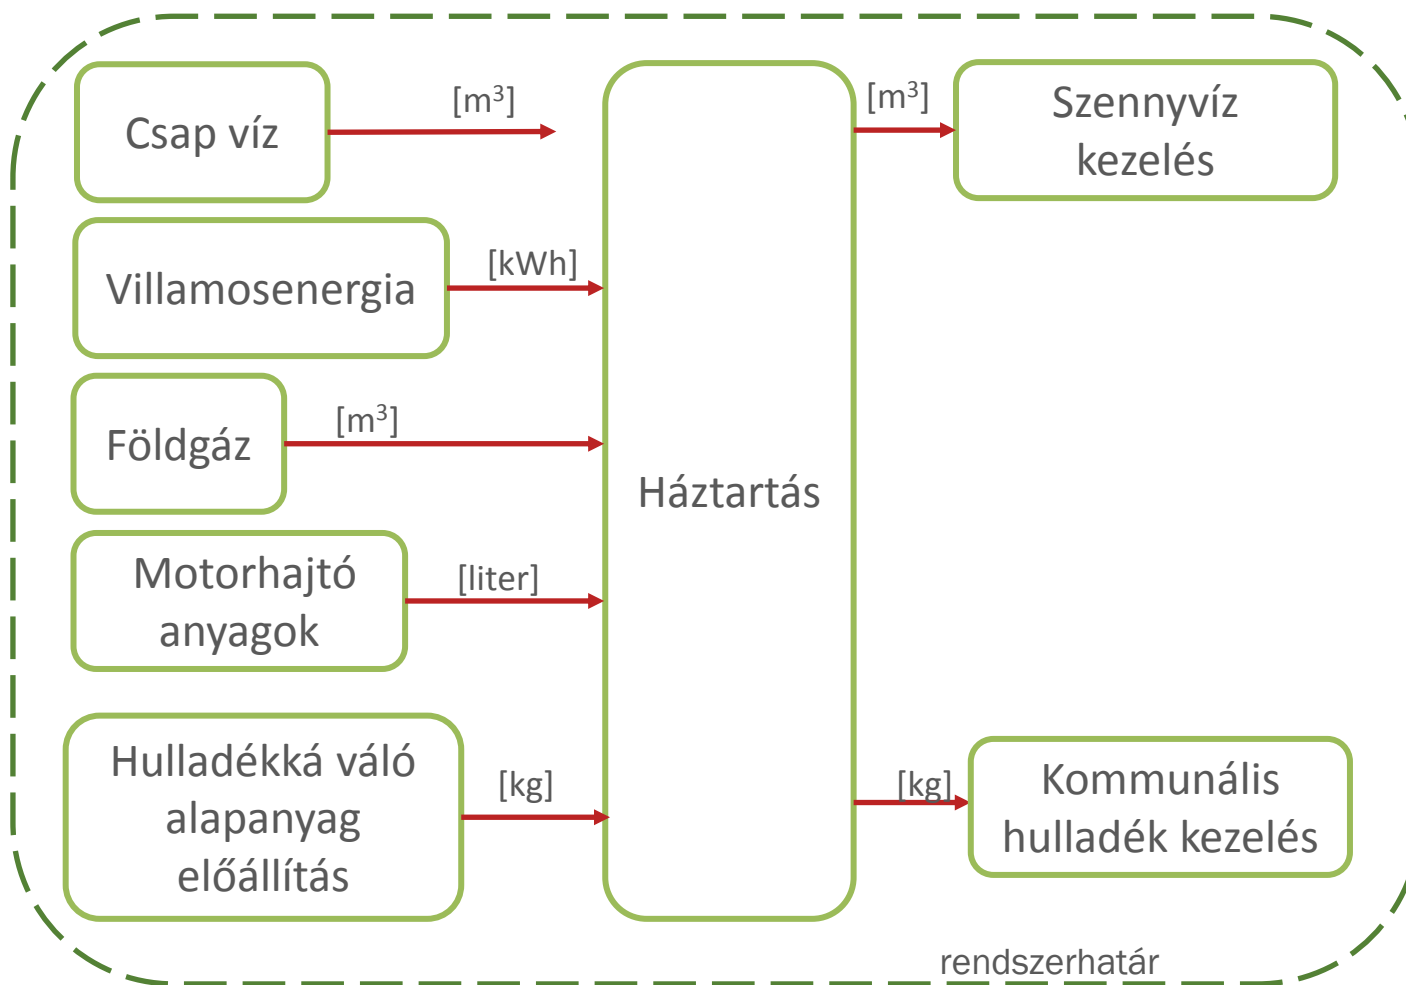 Csap víz
[m³]
[m³]
Szennyvíz
kezelés
Villamosenergia
[kWh]
Földgáz
[m³]
Háztartás
Motorhajtó
anyagok
[liter]
Hulladékká váló
alapanyag
előállítás
[kg]
[kg]
Kommunális
hulladék kezelés
rendszerhatár